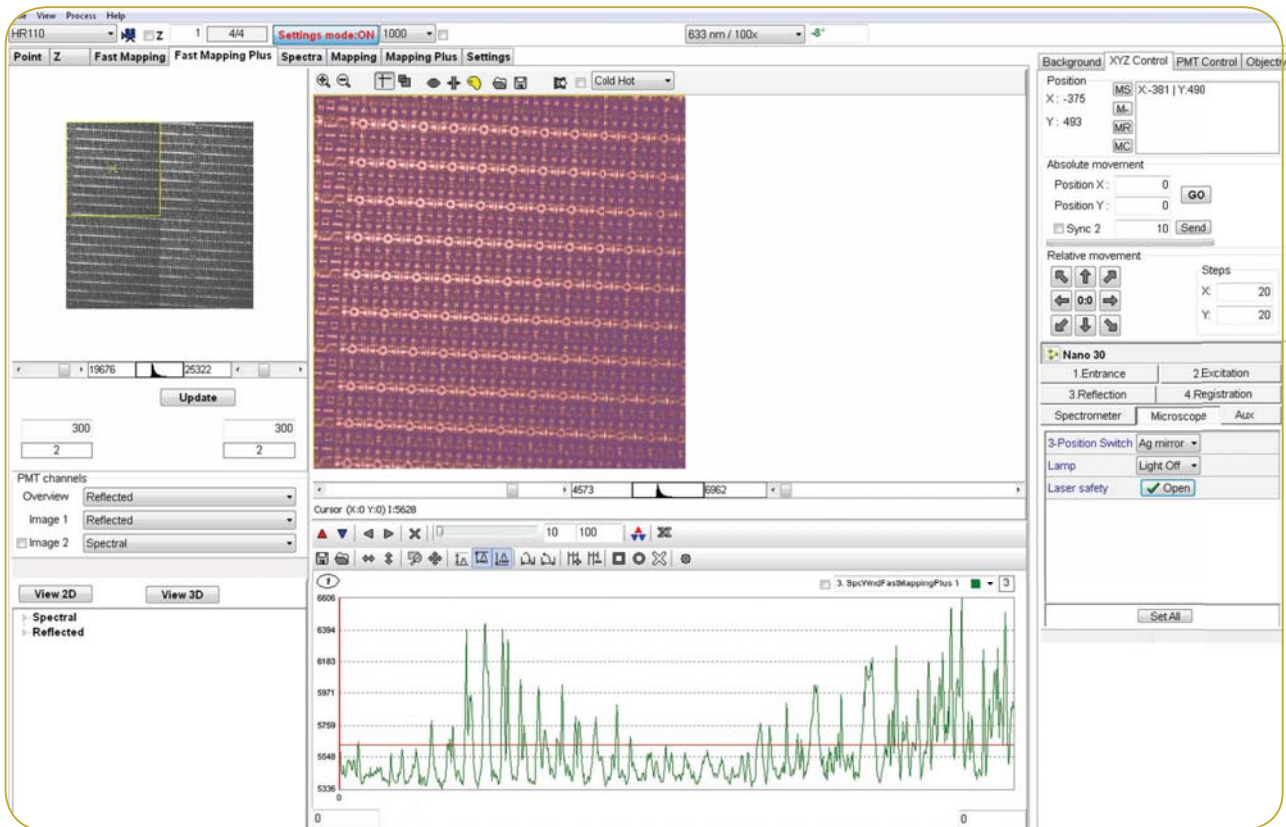 View Process Help
HR110 Z 1 4/4 Settings mode:ON 1000 633 nm / 100x -8°
Point Z Fast Mapping Fast Mapping Plus Spectra Mapping Mapping Plus Settings
Cold Hot
19676 25322
Update
300 300
2 2
PMT channels
Overview Reflected
Image 1 Reflected
Image 2 Spectral
View 2D View 3D
Spectral
Reflected
4573 6962
Cursor (X:0 Y:0) I:5628
10 100
1
3. SpcWndFastMappingPlus 1 3
6606
6394
6183
5971
5759
5548
5336
0
0 0
Background XYZ Control PMT Control Objectiv
Position
X: -375
Y: 493
MS
M-
MR
MC
X:-381 | Y:490
Absolute movement
Position X: 0
Position Y: 0
GO
Sync 2 10 Send
Relative movement
0:0
Steps
X: 20
Y: 20
Nano 30
1.Entrance 2.Excitation
3.Reflection 4.Registration
Spectrometer Microscope Aux
3-Position Switch Ag mirror
Lamp Light Off
Laser safety Open
Set All